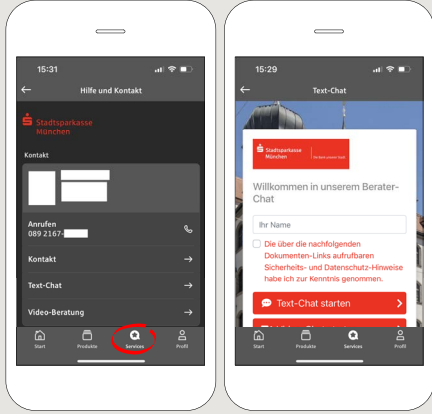 15:31
Hilfe und Kontakt
Stadtsparkasse
München
Kontakt
Anrufen
089 2167-
Kontakt
Text-Chat
Video-Beratung
Start
Produkte
Services
Profil
15:29
Text-Chat
Stadtsparkasse
München
Willkommen in unserem Berater-
Chat
Ihr Name
Die über die nachfolgenden
Dokumenten-Links aufrufbaren
Sicherheits- und Datenschutz-Hinweise
habe ich zur Kenntnis genommen.
Text-Chat starten
Start
Produkte
Services
Profil